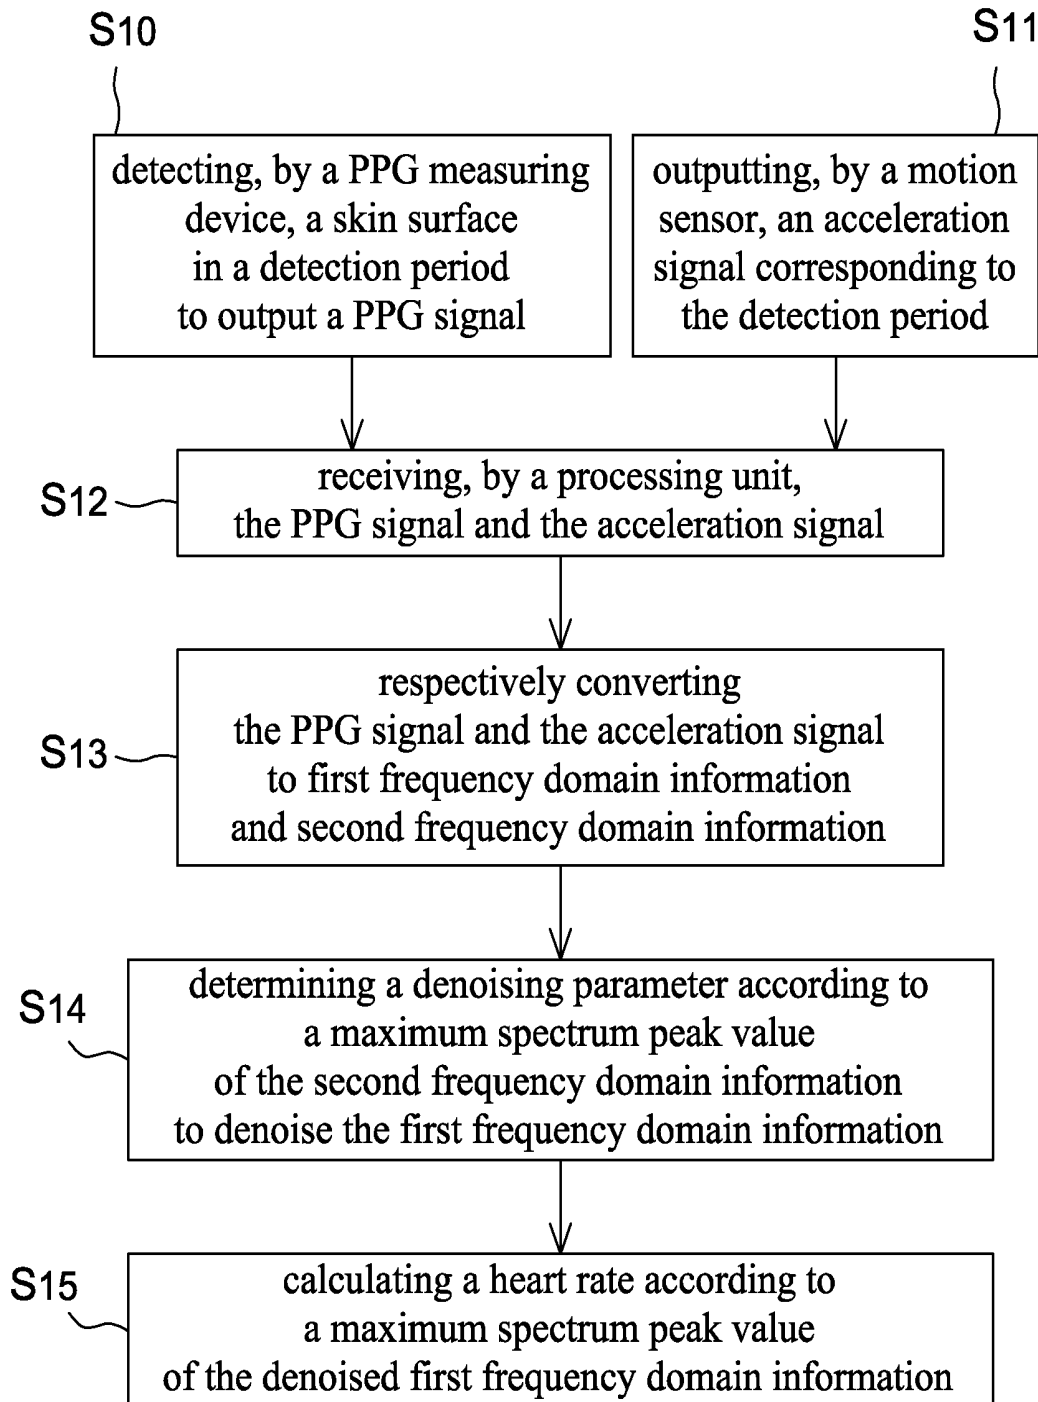 S10
S11
detecting, by a PPG measuring
device, a skin surface
in a detection period
to output a PPG signal
outputting, by a motion
sensor, an acceleration
signal corresponding to
the detection period
S12
receiving, by a processing unit,
the PPG signal and the acceleration signal
S13
respectively converting
the PPG signal and the acceleration signal
to first frequency domain information
and second frequency domain information
S14
determining a denoising parameter according to
a maximum spectrum peak value
of the second frequency domain information
to denoise the first frequency domain information
S15
calculating a heart rate according to
a maximum spectrum peak value
of the denoised first frequency domain information